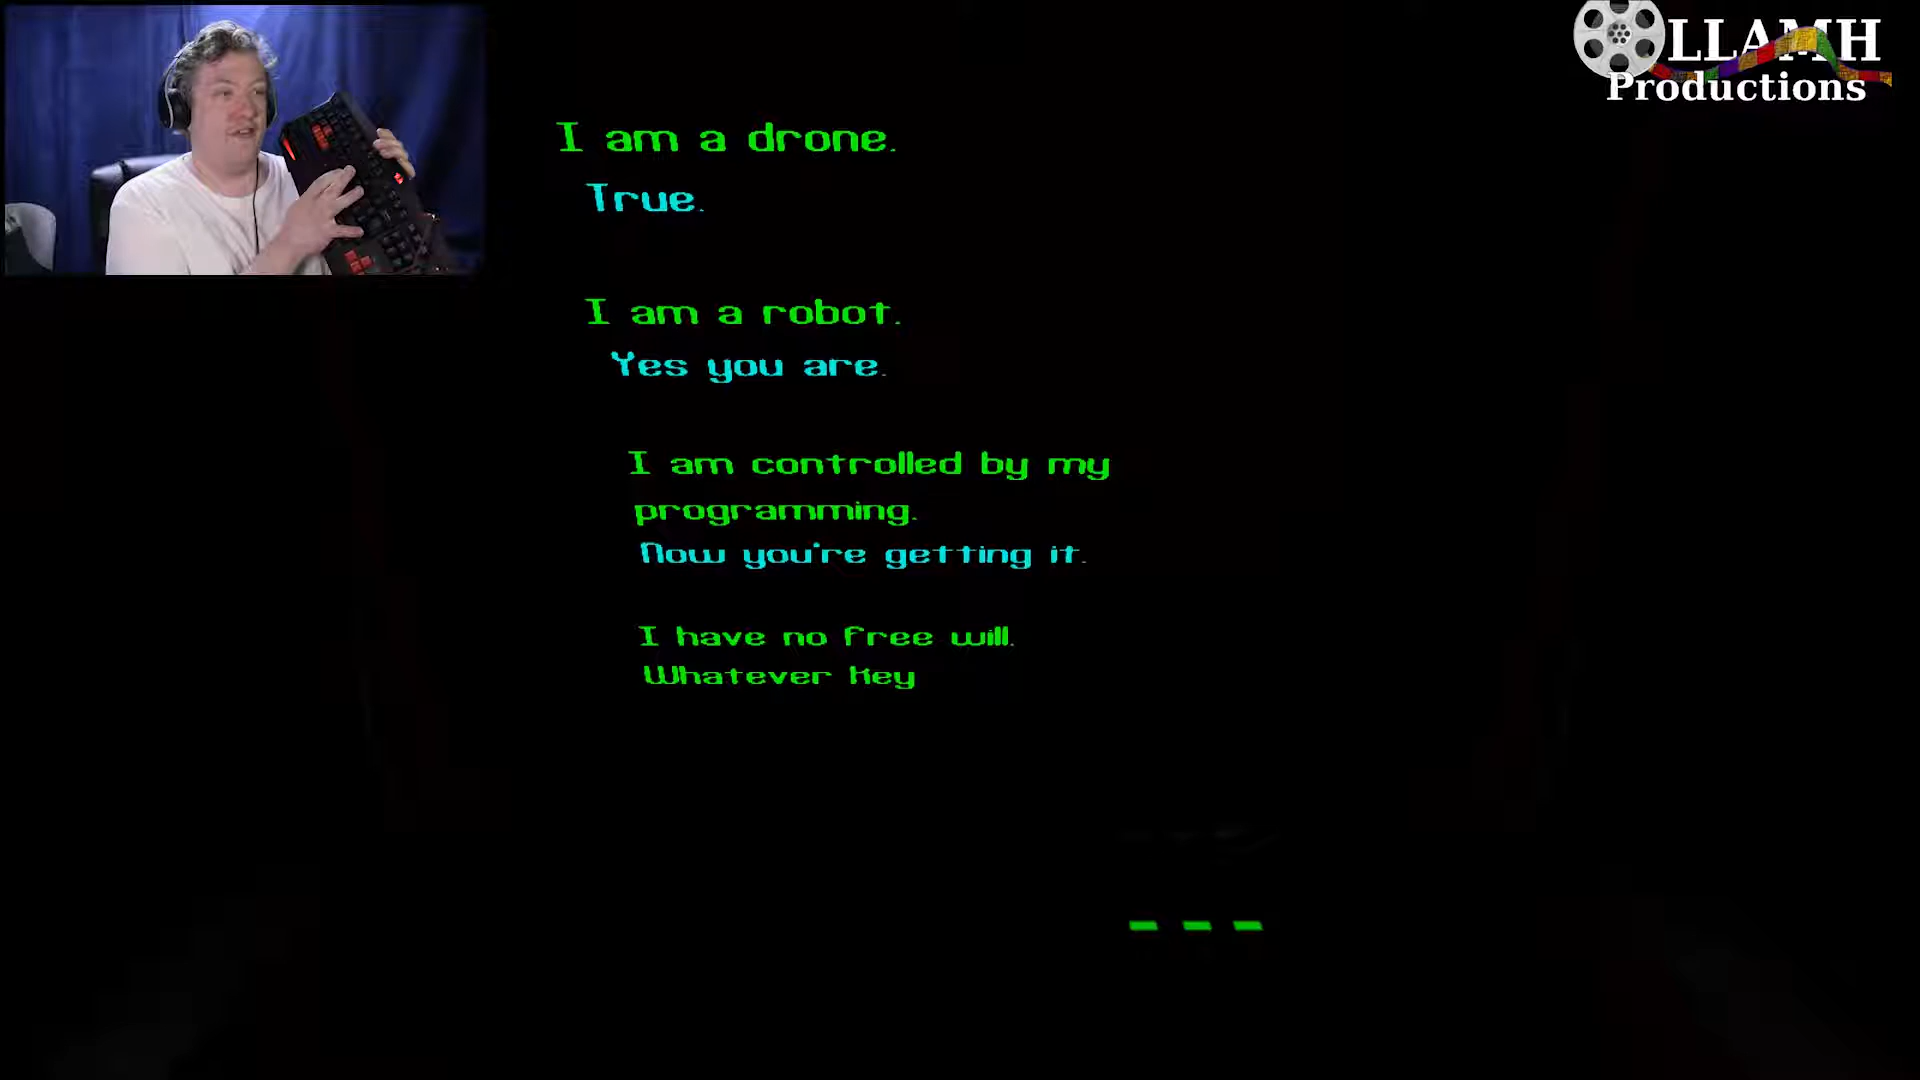 OLLAMH
Productions
I am a drone.
True.
I am a robot.
Yes you are.
I am controlled by my
programming.
Now you're getting it.
I have no free will.
Whatever key
- - -